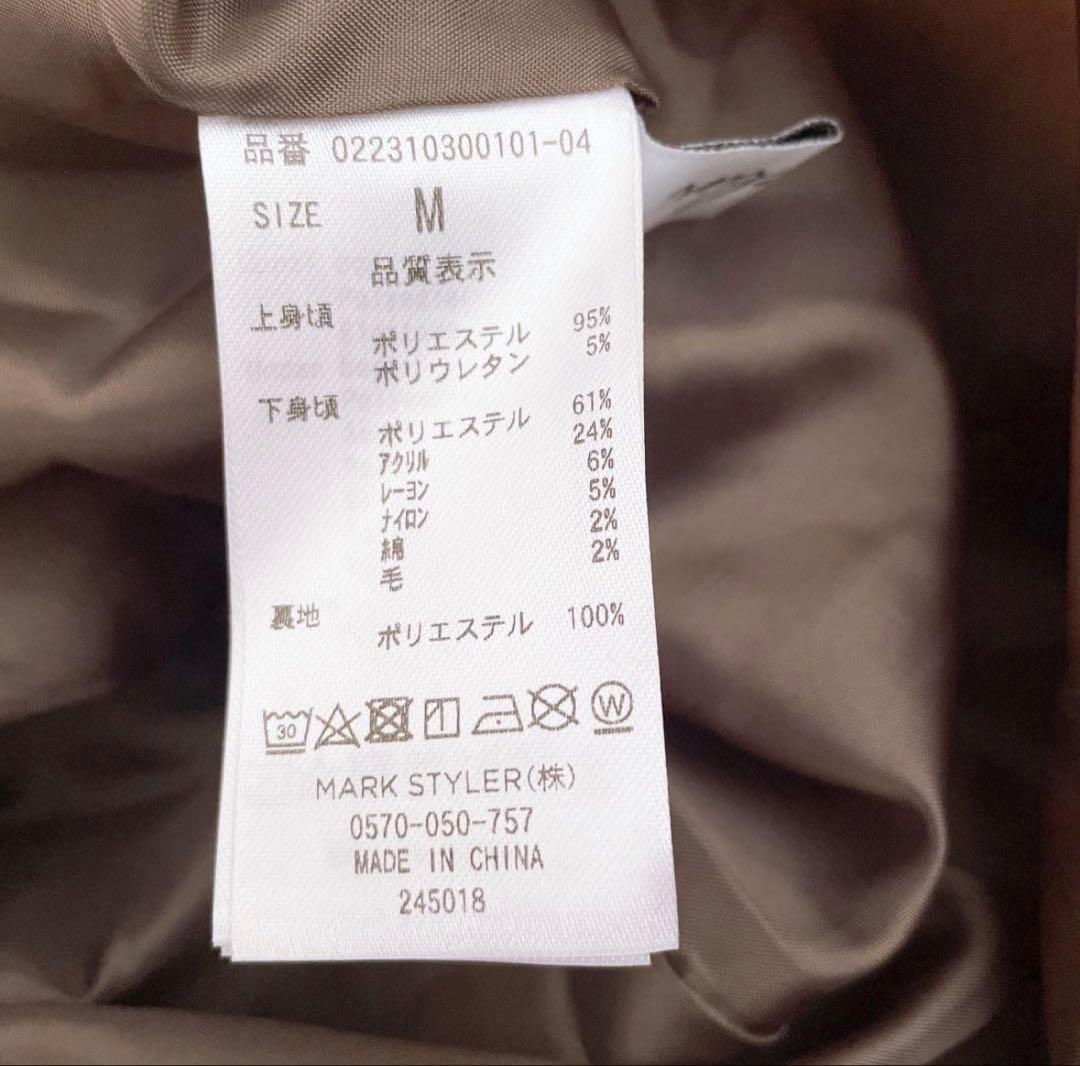 品番 022310300101-04
SIZE M
品質表示
上身頃
ポリエステル 95%
ポリウレタン 5%
下身頃
ポリエステル 61%
アクリル 24%
レーヨン 6%
ナイロン 5%
綿 2%
毛 2%
裏地
ポリエステル 100%
30 W
MARK STYLER(株)
0570-050-757
MADE IN CHINA
245018